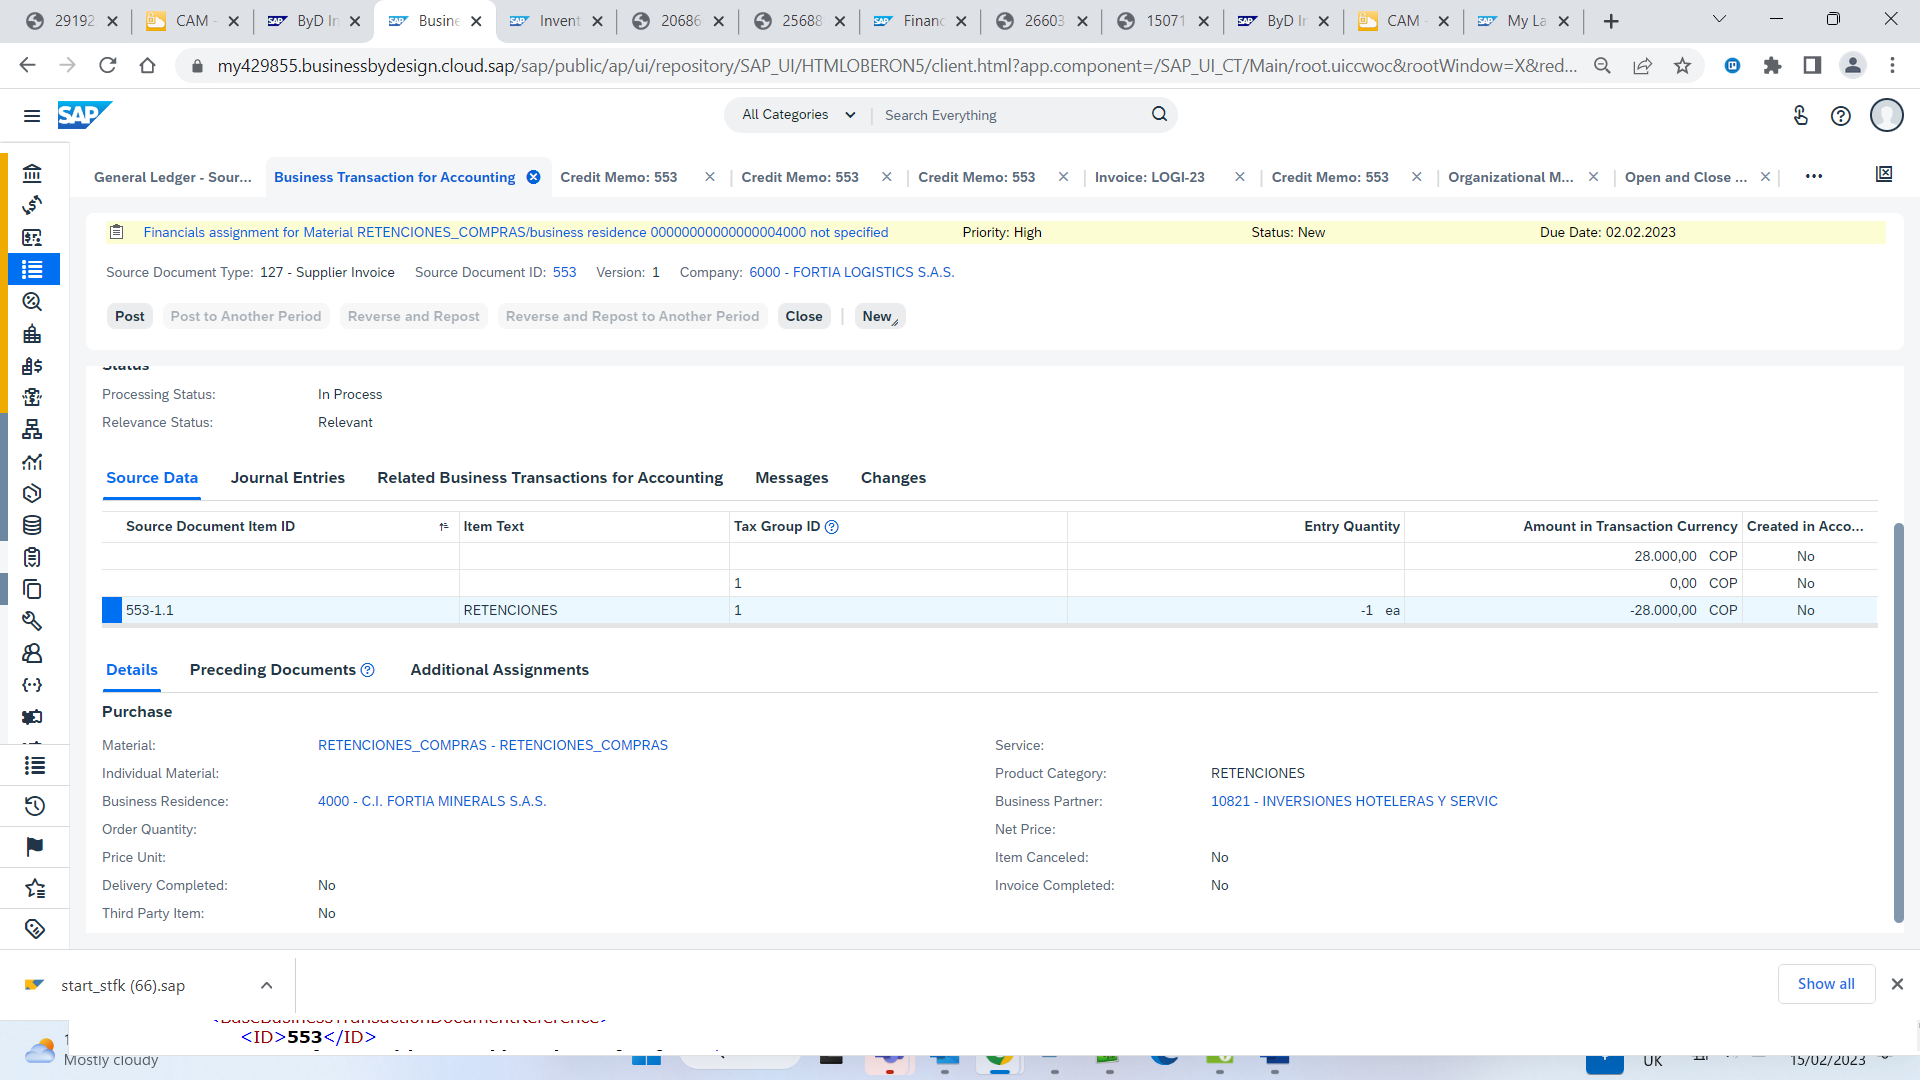 29192
CAM -
ByD In
Busine
Invent
20686
25688
Financ
26603
15071
ByD In
CAM -
My La
my429855.businessbydesign.cloud.sap/sap/public/ap/ui/repository/SAP_UI/HTMLOBERON5/client.html?app.component=/SAP_UI_CT/Main/root.uiccwoc&rootWindow=X&red...
SAP
All Categories
Search Everything
General Ledger - Sour...
Business Transaction for Accounting
Credit Memo: 553
Credit Memo: 553
Credit Memo: 553
Invoice: LOGI-23
Credit Memo: 553
Organizational M...
Open and Close ...
Financials assignment for Material RETENCIONES_COMPRAS/business residence 00000000000000004000 not specified
Priority: High
Status: New
Due Date: 02.02.2023
Source Document Type: 127 - Supplier Invoice
Source Document ID: 553
Version: 1
Company: 6000 - FORTIA LOGISTICS S.A.S.
Post
Post to Another Period
Reverse and Repost
Reverse and Repost to Another Period
Close
New
Status
Processing Status: In Process
Relevance Status: Relevant
Source Data
Journal Entries
Related Business Transactions for Accounting
Messages
Changes
Source Document Item ID
Item Text
Tax Group ID
Entry Quantity
Amount in Transaction Currency
Created in Acco...
28.000,00 COP No
1 0,00 COP No
553-1.1 RETENCIONES 1 -1 ea -28.000,00 COP No
Details
Preceding Documents
Additional Assignments
Purchase
Material: RETENCIONES_COMPRAS - RETENCIONES_COMPRAS
Service:
Individual Material:
Product Category: RETENCIONES
Business Residence: 4000 - C.I. FORTIA MINERALS S.A.S.
Business Partner: 10821 - INVERSIONES HOTELERAS Y SERVIC
Order Quantity:
Net Price:
Price Unit:
Item Canceled: No
Delivery Completed: No
Invoice Completed: No
Third Party Item: No
start_stfk (66).sap
Show all
<BaseBusinessTransactionDocumentReference>
<ID>553</ID>
Mostly cloudy
UK
15/02/2023